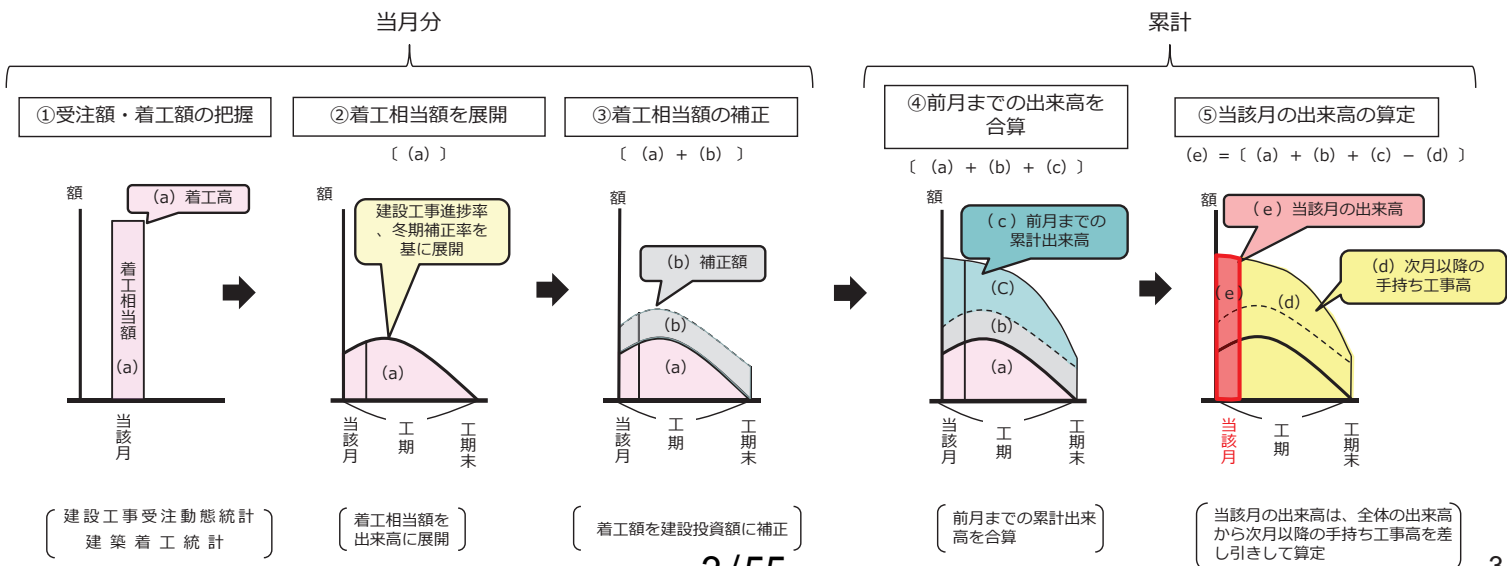 当月分
①受注額・着工額の把握
額
(a)着工高
着工相当額
(a)
当該月
建設工事受注動態統計
建築着工統計
②着工相当額を展開
〔(a)〕
額
建設工事進捗率
、冬期補正率を
基に展開
(a)
当該月
工期
工期末
着工相当額を
出来高に展開
③着工相当額の補正
〔(a)+(b)〕
額
(b)補正額
(b)
(a)
当該月
工期
工期末
着工額を建設投資額に補正
累計
④前月までの出来高を
合算
〔(a)+(b)+(c)〕
額
(c)前月までの
累計出来高
(C)
(b)
(a)
当該月
工期
工期末
前月までの累計出来
高を合算
⑤当該月の出来高の算定
(e)=〔(a)+(b)+(c)-(d)〕
額
(e)当該月の出来高
(d)次月以降の
手持ち工事高
(e)
(d)
当該月
工期
工期末
当該月の出来高は、全体の出来高
から次月以降の手持ち工事高を差
し引きして算定
3